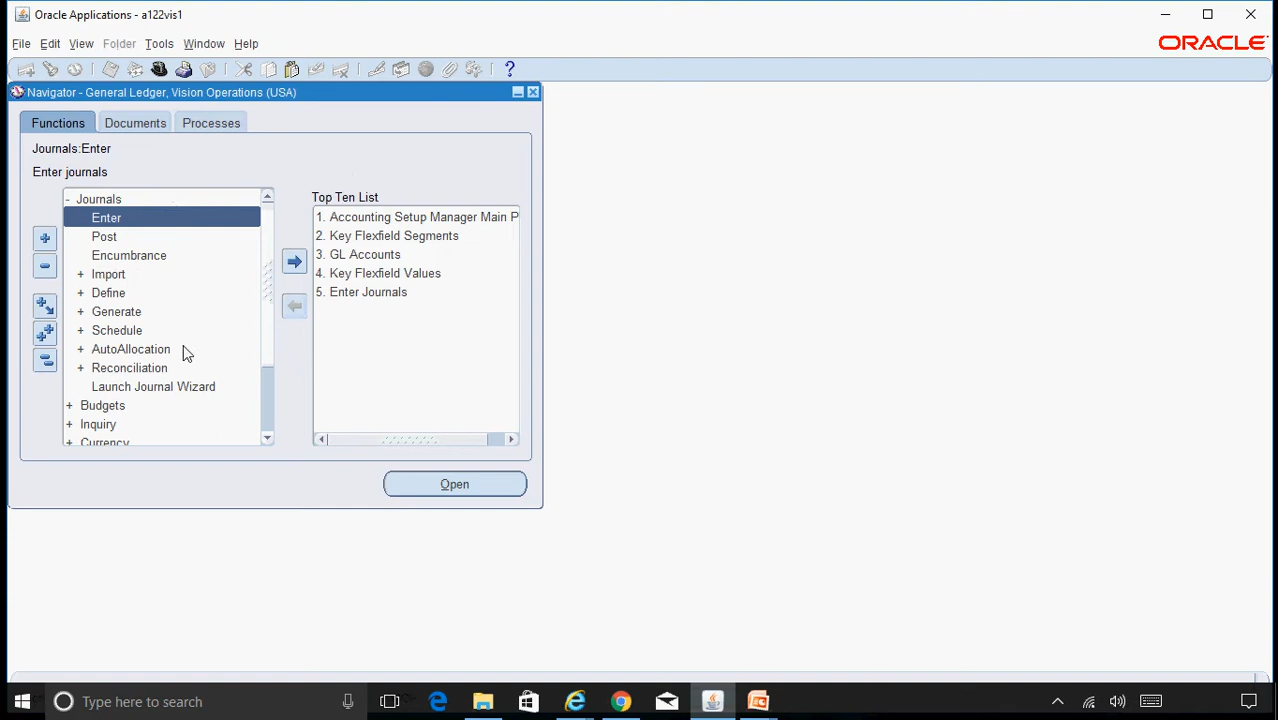 Oracle Applications - a122vis1
File Edit View Folder Tools Window Help
ORACLE
Navigator - General Ledger, Vision Operations (USA)
Functions Documents Processes
Journals:Enter
Enter journals
- Journals
Enter
Post
Encumbrance
+ Import
+ Define
+ Generate
+ Schedule
+ AutoAllocation
+ Reconciliation
Launch Journal Wizard
+ Budgets
+ Inquiry
+ Currency
Top Ten List
1. Accounting Setup Manager Main P
2. Key Flexfield Segments
3. GL Accounts
4. Key Flexfield Values
5. Enter Journals
Open
Type here to search